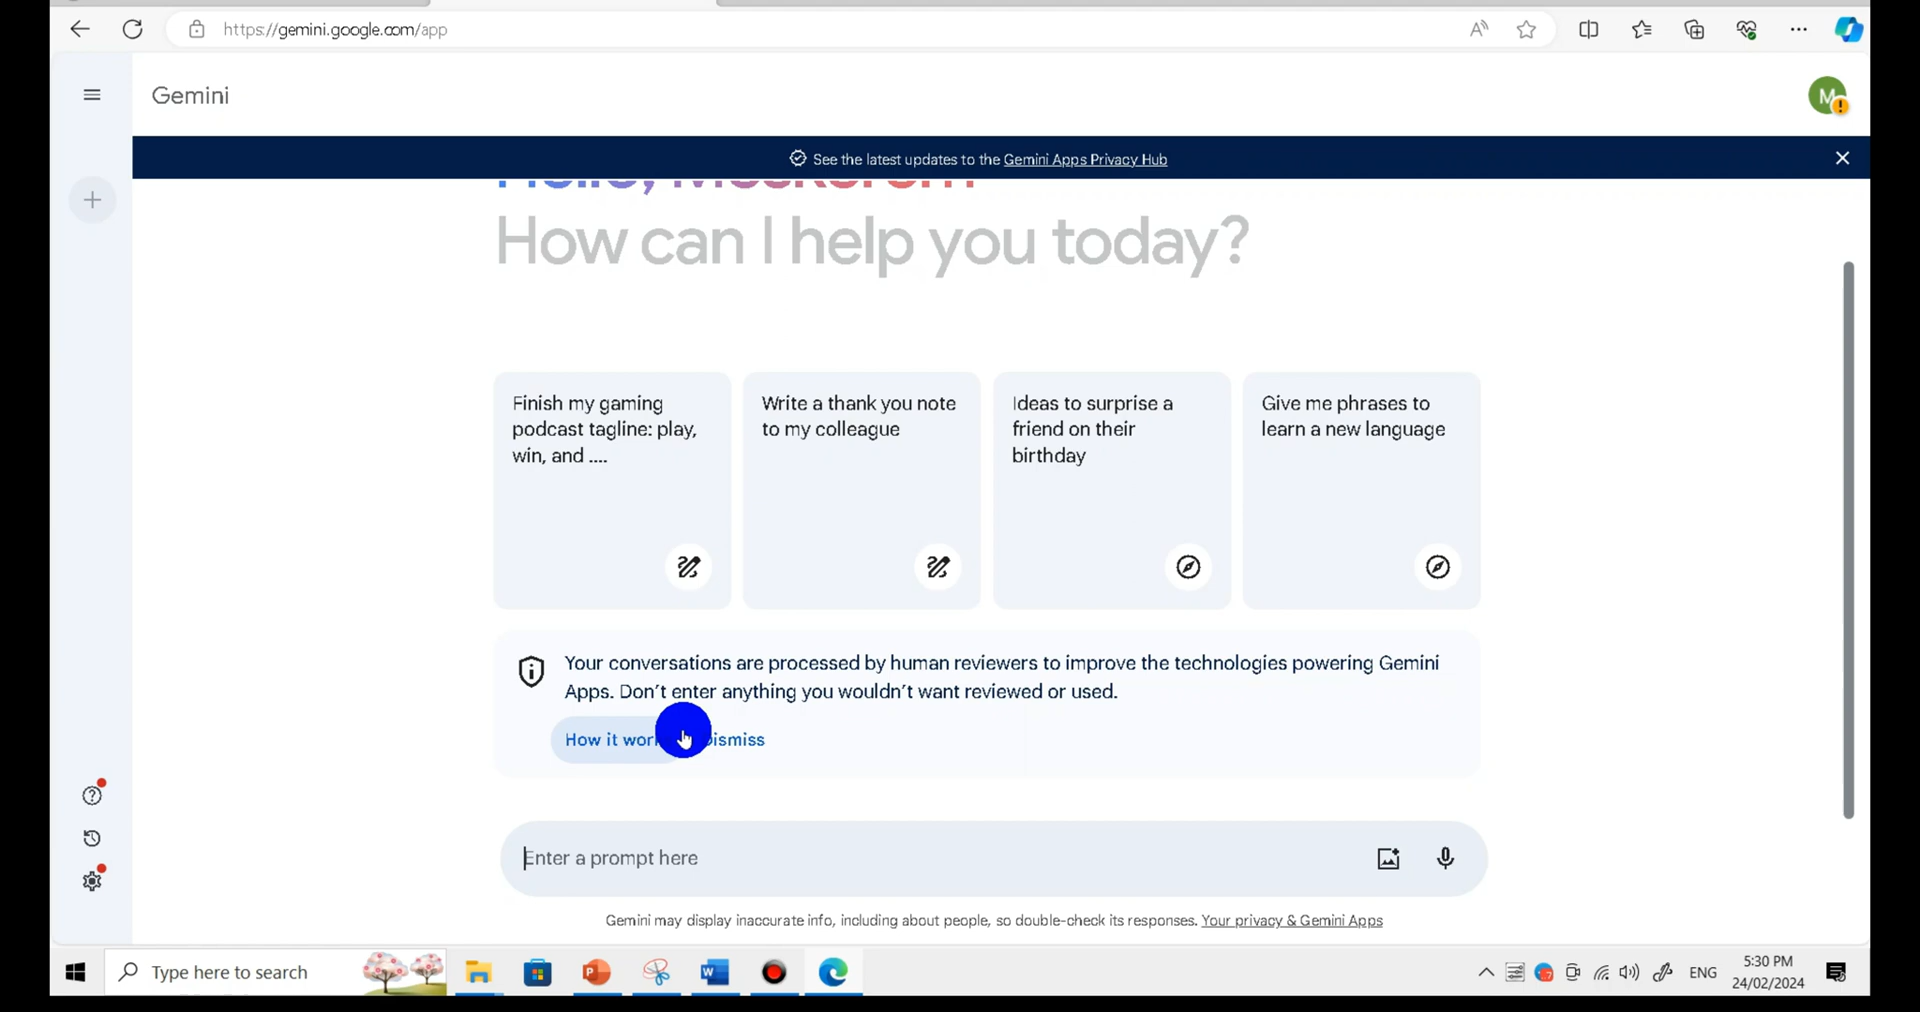 https://gemini.google.com/app
Gemini
M
See the latest updates to the Gemini Apps Privacy Hub
How can I help you today?
Finish my gaming
podcast tagline: play,
win, and ....
Write a thank you note
to my colleague
Ideas to surprise a
friend on their
birthday
Give me phrases to
learn a new language
Your conversations are processed by human reviewers to improve the technologies powering Gemini
Apps. Don't enter anything you wouldn't want reviewed or used.
How it
Enter a prompt here
Gemini may display inaccurate info, including about people, so double-check its responses. Your privacy & Gemini Apps
Type here to search
ENG
5:30 PM
24/02/2024